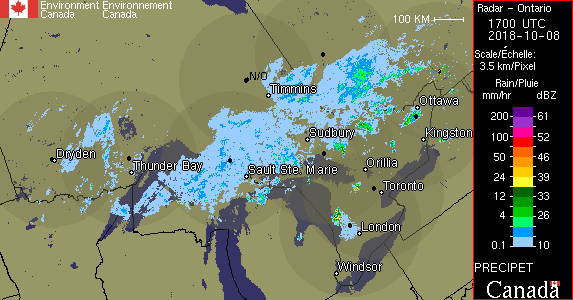 Environment Environnement
Canada Canada
100 KM
N/O
Timmins
Ottawa
Sudbury
Kingston
Dryden
Thunder Bay
Sault Ste. Marie
Orillia
Toronto
London
Windsor
Radar - Ontario
1700 UTC
2018-10-08
Scale/Échelle:
3.5 km/Pixel
Rain/Pluie
mm/hr dBZ
200 61
100 52
50 46
24 39
12 33
4 26
0.1 10
PRECIPET
Canada